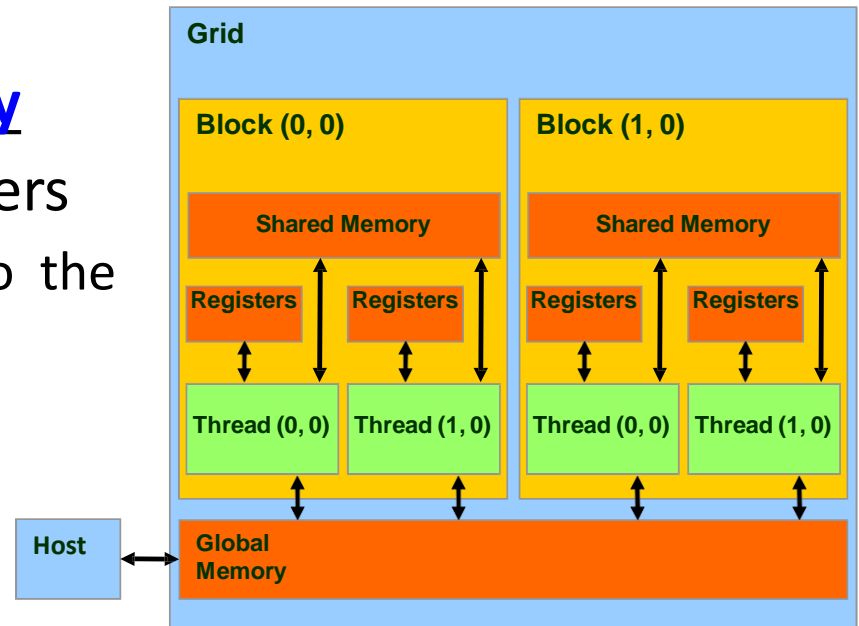 y
ers
o the
Grid
Block (0, 0)
Block (1, 0)
Shared Memory
Shared Memory
Registers
Registers
Registers
Registers
Thread (0, 0)
Thread (1, 0)
Thread (0, 0)
Thread (1, 0)
Host
Global
Memory